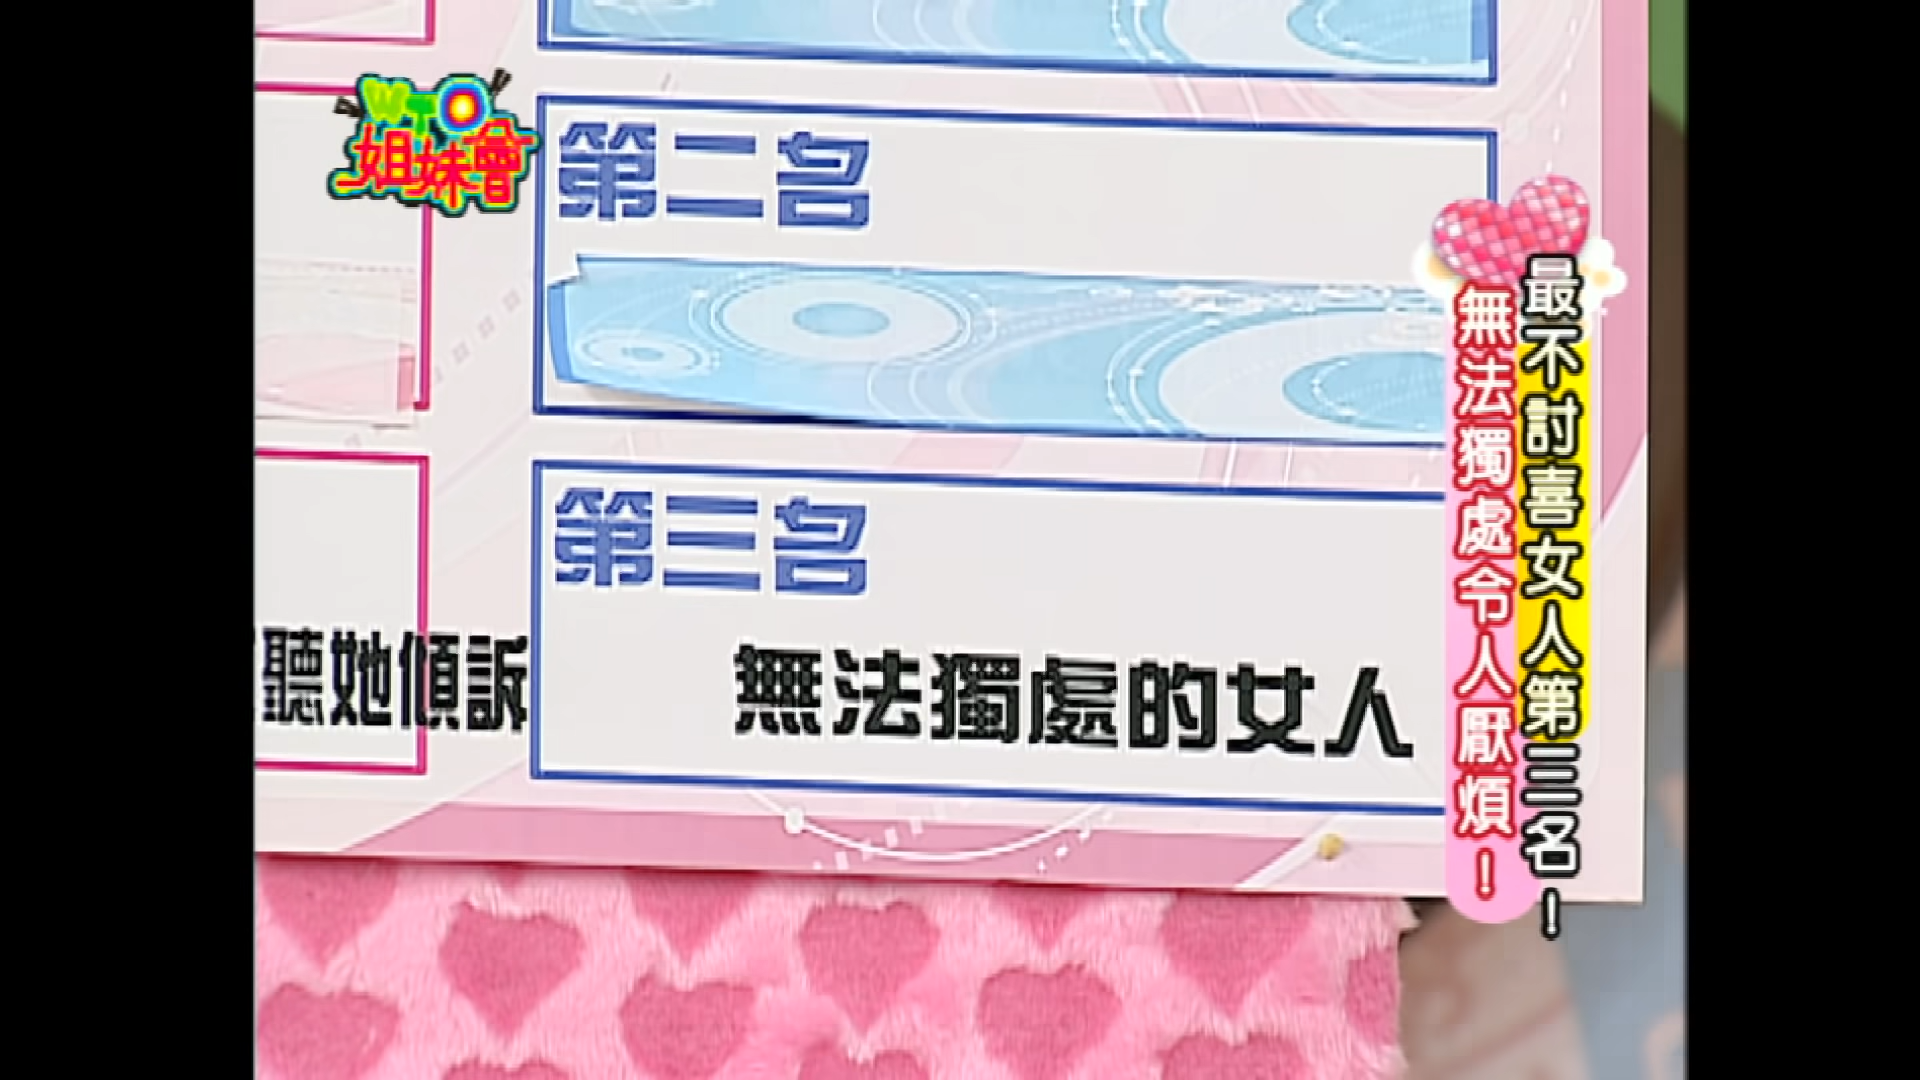 WTO
姐妹會
第二名
第三名
無法獨處的女人
聽她傾訴
最不討喜女人第三名！
無法獨處令人厭煩！